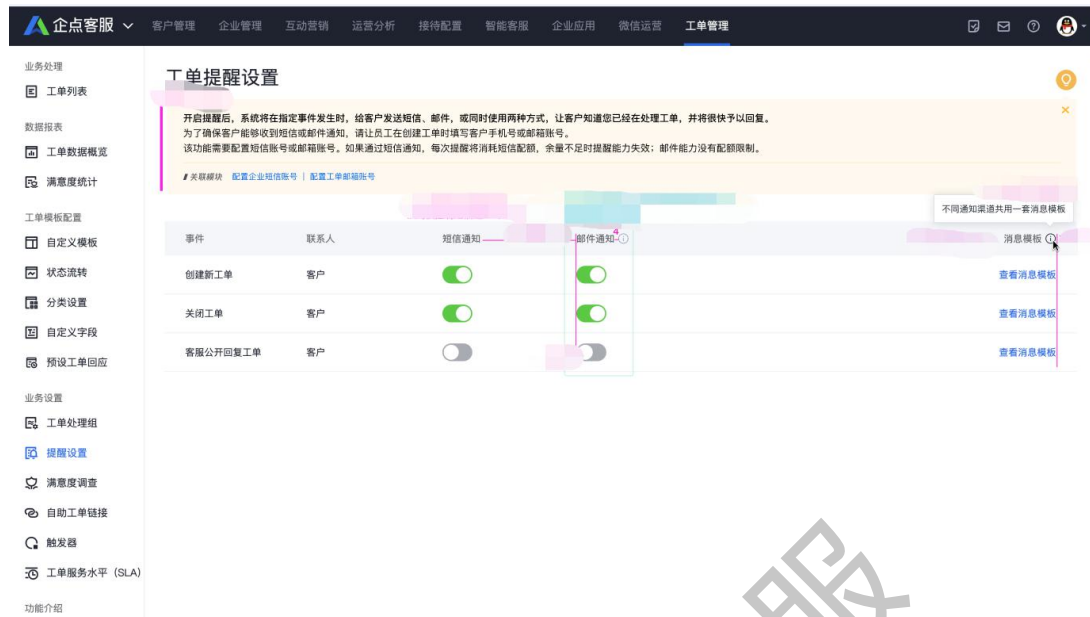 企点客服 客户管理 企业管理 互动营销 运营分析 接待配置 智能客服 企业应用 微信运营 工单管理
业务处理
工单列表
数据报表
工单数据概览
满意度统计
工单模板配置
自定义模板
状态流转
分类设置
自定义字段
预设工单回应
业务设置
工单处理组
提醒设置
满意度调查
自助工单链接
触发器
工单服务水平 (SLA)
功能介绍
工单提醒设置
开启提醒后，系统将在指定事件发生时，给客户发送短信、邮件，或同时使用两种方式，让客户知道您已经在处理工单，并将很快予以回复。
为了确保客户能够收到短信或邮件通知，请让员工在创建工单时填写客户手机号或邮箱账号。
该功能需要配置短信账号或邮箱账号。如果通过短信通知，每次提醒将消耗短信配额，余量不足时提醒能力失效；邮件能力没有配额限制。
关联模块 配置企业短信账号 | 配置工单邮箱账号
不同通知渠道共用一套消息模板
4
事件 联系人 短信通知 邮件通知 消息模板
创建新工单 客户 查看消息模板
关闭工单 客户 查看消息模板
客服公开回复工单 客户 查看消息模板
服